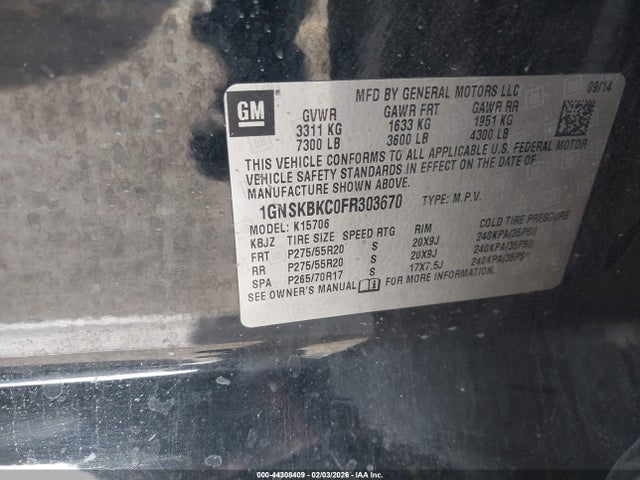 GM
MFD BY GENERAL MOTORS LLC 09/14
GVWR GAWR FRT GAWR RR
3311 KG 1633 KG 1951 KG
7300 LB 3600 LB 4300 LB
THIS VEHICLE CONFORMS TO ALL APPLICABLE U.S. FEDERAL MOTOR
VEHICLE SAFETY STANDARDS IN EFFECT ON THE DATE OF
MANUFACTURE SHOWN ABOVE.
1GNSKBKC0FR303670 TYPE: M.P.V.
MODEL: K15706
KBJZ TIRE SIZE SPEED RTG RIM COLD TIRE PRESSURE
FRT P275/55R20 S 20X9J 240KPA(35PSI)
RR P275/55R20 S 20X9J 240KPA(35PSI)
SPA P265/70R17 S 17X7.5J 240KPA(35PSI)
SEE OWNER'S MANUAL FOR MORE INFORMATION.
000-44308409 - 02/03/2026 - IAAI.COM